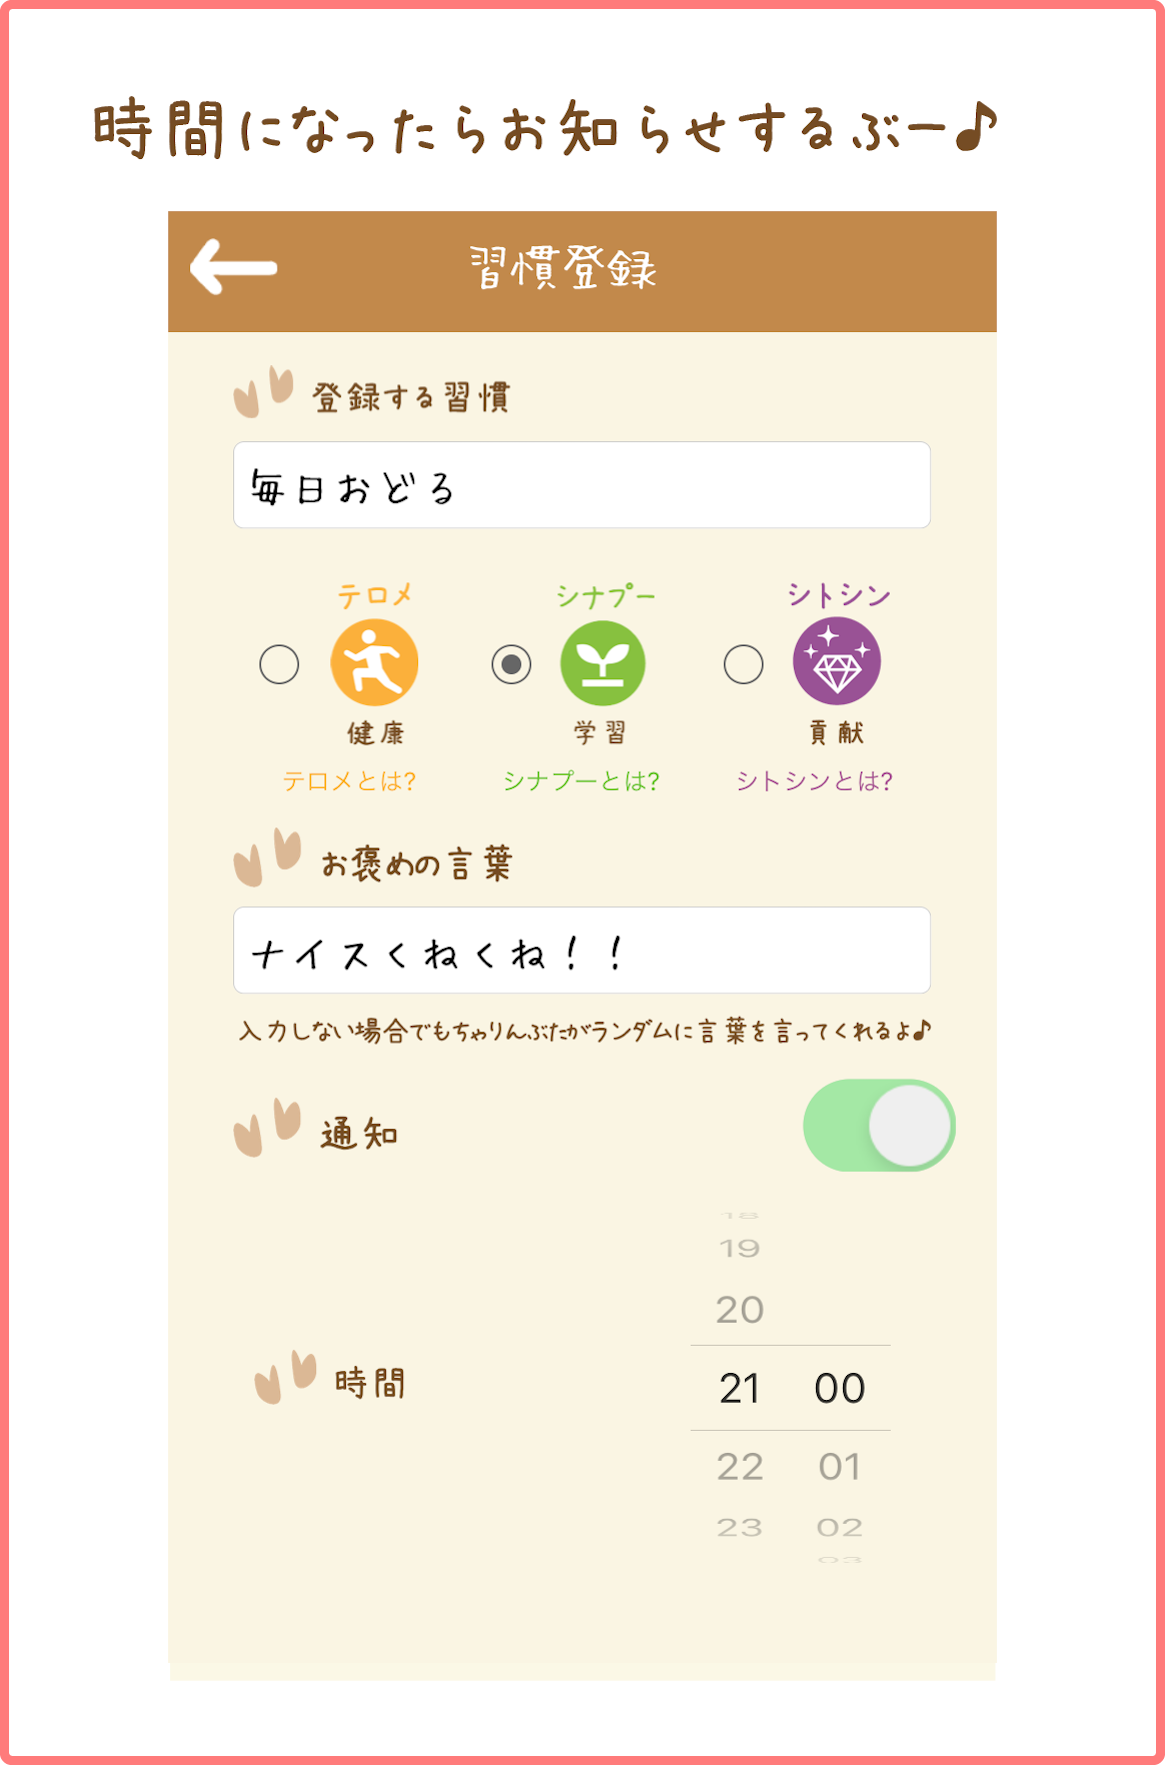 時間になったらお知らせするぶー♪
習慣登録
登録する習慣
毎日おどる
テロメ シナプー シトシン
健康 学習 貢献
テロメとは? シナプーとは? シトシンとは?
お褒めの言葉
ナイスくねくね！！
入力しない場合でもちゃりんぶたがランダムに言葉を言ってくれるよ♪
通知
18
19
20
時間
21 00
22 01
23 02
03